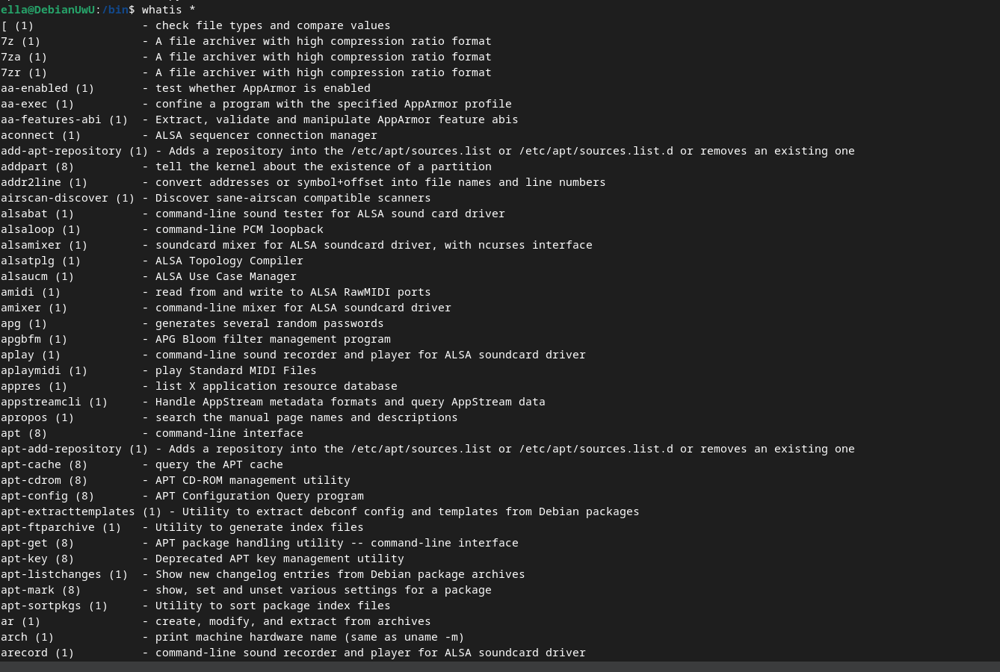 ella@DebianUwU:/bin$ whatis *
[ (1)                - check file types and compare values
7z (1)               - A file archiver with high compression ratio format
7za (1)              - A file archiver with high compression ratio format
7zr (1)              - A file archiver with high compression ratio format
aa-enabled (1)       - test whether AppArmor is enabled
aa-exec (1)          - confine a program with the specified AppArmor profile
aa-features-abi (1)  - Extract, validate and manipulate AppArmor feature abis
aconnect (1)         - ALSA sequencer connection manager
add-apt-repository (1) - Adds a repository into the /etc/apt/sources.list or /etc/apt/sources.list.d or removes an existing one
addpart (8)          - tell the kernel about the existence of a partition
addr2line (1)        - convert addresses or symbol+offset into file names and line numbers
airscan-discover (1) - Discover sane-airscan compatible scanners
alsabat (1)          - command-line sound tester for ALSA sound card driver
alsaloop (1)         - command-line PCM loopback
alsamixer (1)        - soundcard mixer for ALSA soundcard driver, with ncurses interface
alsatplg (1)         - ALSA Topology Compiler
alsaucm (1)          - ALSA Use Case Manager
amidi (1)            - read from and write to ALSA RawMIDI ports
amixer (1)           - command-line mixer for ALSA soundcard driver
apg (1)              - generates several random passwords
apgbfm (1)           - APG Bloom filter management program
aplay (1)            - command-line sound recorder and player for ALSA soundcard driver
aplaymidi (1)        - play Standard MIDI Files
appres (1)           - list X application resource database
appstreamcli (1)     - Handle AppStream metadata formats and query AppStream data
apropos (1)          - search the manual page names and descriptions
apt (8)              - command-line interface
apt-add-repository (1) - Adds a repository into the /etc/apt/sources.list or /etc/apt/sources.list.d or removes an existing one
apt-cache (8)        - query the APT cache
apt-cdrom (8)        - APT CD-ROM management utility
apt-config (8)       - APT Configuration Query program
apt-extracttemplates (1) - Utility to extract debconf config and templates from Debian packages
apt-ftparchive (1)   - Utility to generate index files
apt-get (8)          - APT package handling utility -- command-line interface
apt-key (8)          - Deprecated APT key management utility
apt-listchanges (1)  - Show new changelog entries from Debian package archives
apt-mark (8)         - show, set and unset various settings for a package
apt-sortpkgs (1)     - Utility to sort package index files
ar (1)               - create, modify, and extract from archives
arch (1)             - print machine hardware name (same as uname -m)
arecord (1)          - command-line sound recorder and player for ALSA soundcard driver